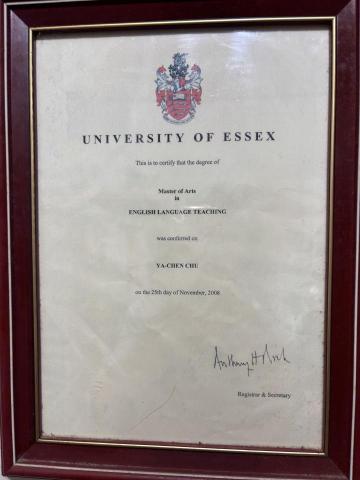 UNIVERSITY OF ESSEX
This is to certify that the degree of
Master of Arts
in
ENGLISH LANGUAGE TEACHING
was conferred on
YA-CHEN CHU
on the 25th day of November, 2008
Registrar & Secretary